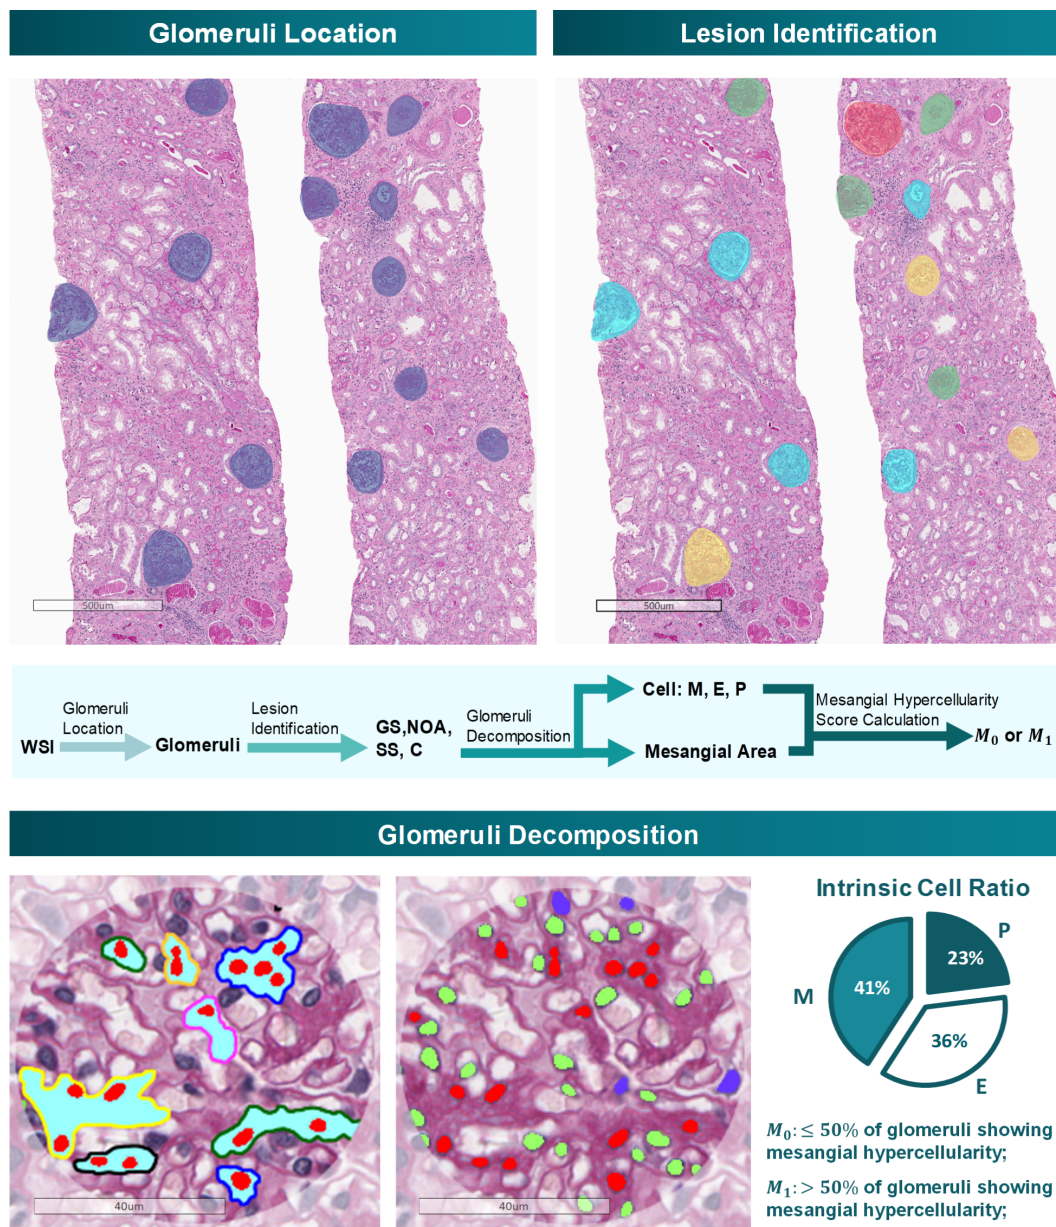 Glomeruli Location
Lesion Identification
500um
500um
WSI
Glomeruli
Location
Glomeruli
Lesion
Identification
GS,NOA,
SS, C
Glomeruli
Decomposition
Cell: M, E, P
Mesangial Area
Mesangial Hypercellularity
Score Calculation
M₀ or M₁
Glomeruli Decomposition
40um
40um
Intrinsic Cell Ratio
P
23%
M
41%
36%
E
M₀: ≤ 50% of glomeruli showing
mesangial hypercellularity;
M₁: > 50% of glomeruli showing
mesangial hypercellularity;